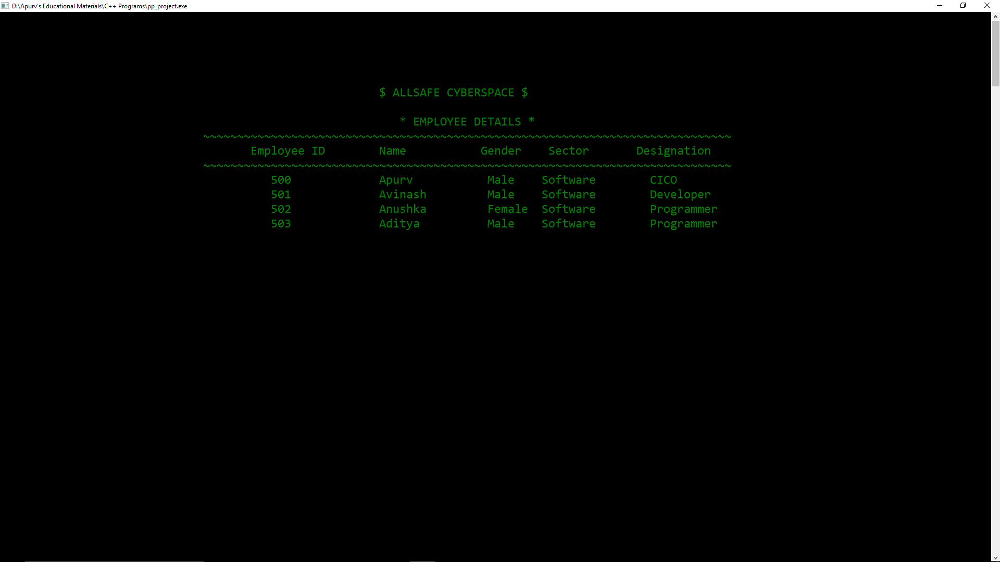 D:\Apurv's Educational Materials\C++ Programs\pp_project.exe
$ ALLSAFE CYBERSPACE $
* EMPLOYEE DETAILS *
~~~~~~~~~~~~~~~~~~~~~~~~~~~~~~~~~~~~~~~~~~~~~~~~~~~~~~~~~~~~~~~~~~~~~~~~~~~~~~
Employee ID Name Gender Sector Designation
~~~~~~~~~~~~~~~~~~~~~~~~~~~~~~~~~~~~~~~~~~~~~~~~~~~~~~~~~~~~~~~~~~~~~~~~~~~~~~
500 Apurv Male Software CICO
501 Avinash Male Software Developer
502 Anushka Female Software Programmer
503 Aditya Male Software Programmer